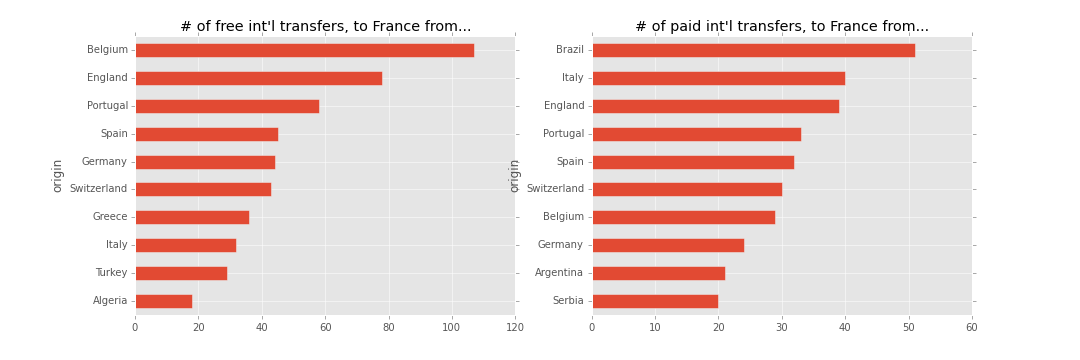 # of free int'l transfers, to France from...
origin
Belgium
England
Portugal
Spain
Germany
Switzerland
Greece
Italy
Turkey
Algeria
0 20 40 60 80 100 120
# of paid int'l transfers, to France from...
origin
Brazil
Italy
England
Portugal
Spain
Switzerland
Belgium
Germany
Argentina
Serbia
0 10 20 30 40 50 60